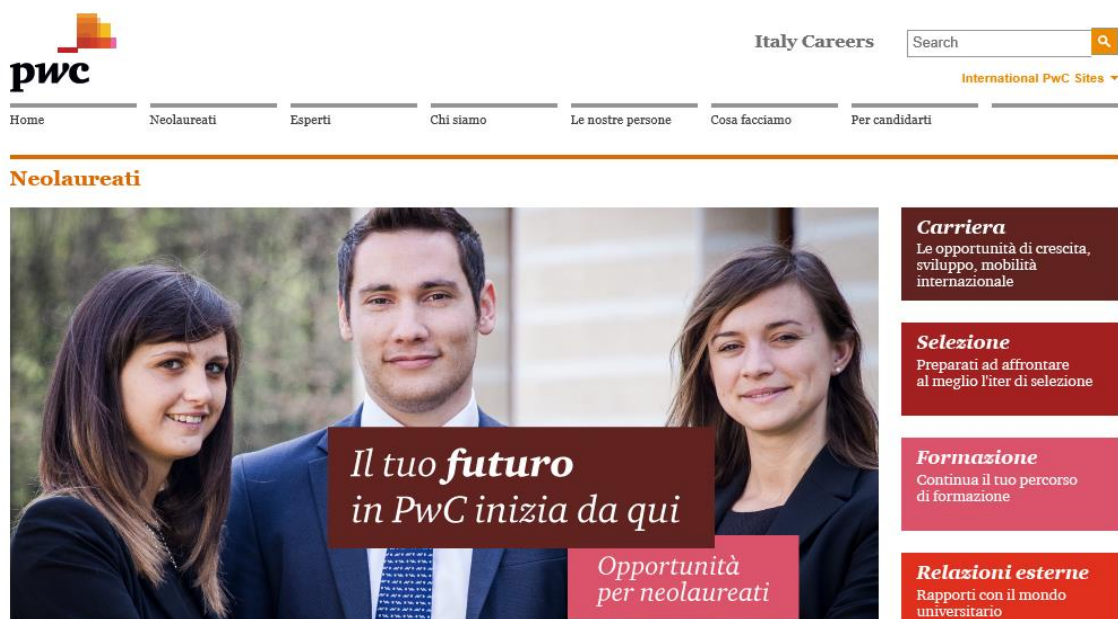 pwc
Italy Careers
Search
International PwC Sites
Home
Neolaureati
Esperti
Chi siamo
Le nostre persone
Cosa facciamo
Per candidarti
Neolaureati
Il tuo futuro
in PwC inizia da qui
Opportunità
per neolaureati
Carriera
Le opportunità di crescita,
sviluppo, mobilità
internazionale
Selezione
Preparati ad affrontare
al meglio l'iter di selezione
Formazione
Continua il tuo percorso
di formazione
Relazioni esterne
Rapporti con il mondo
universitario